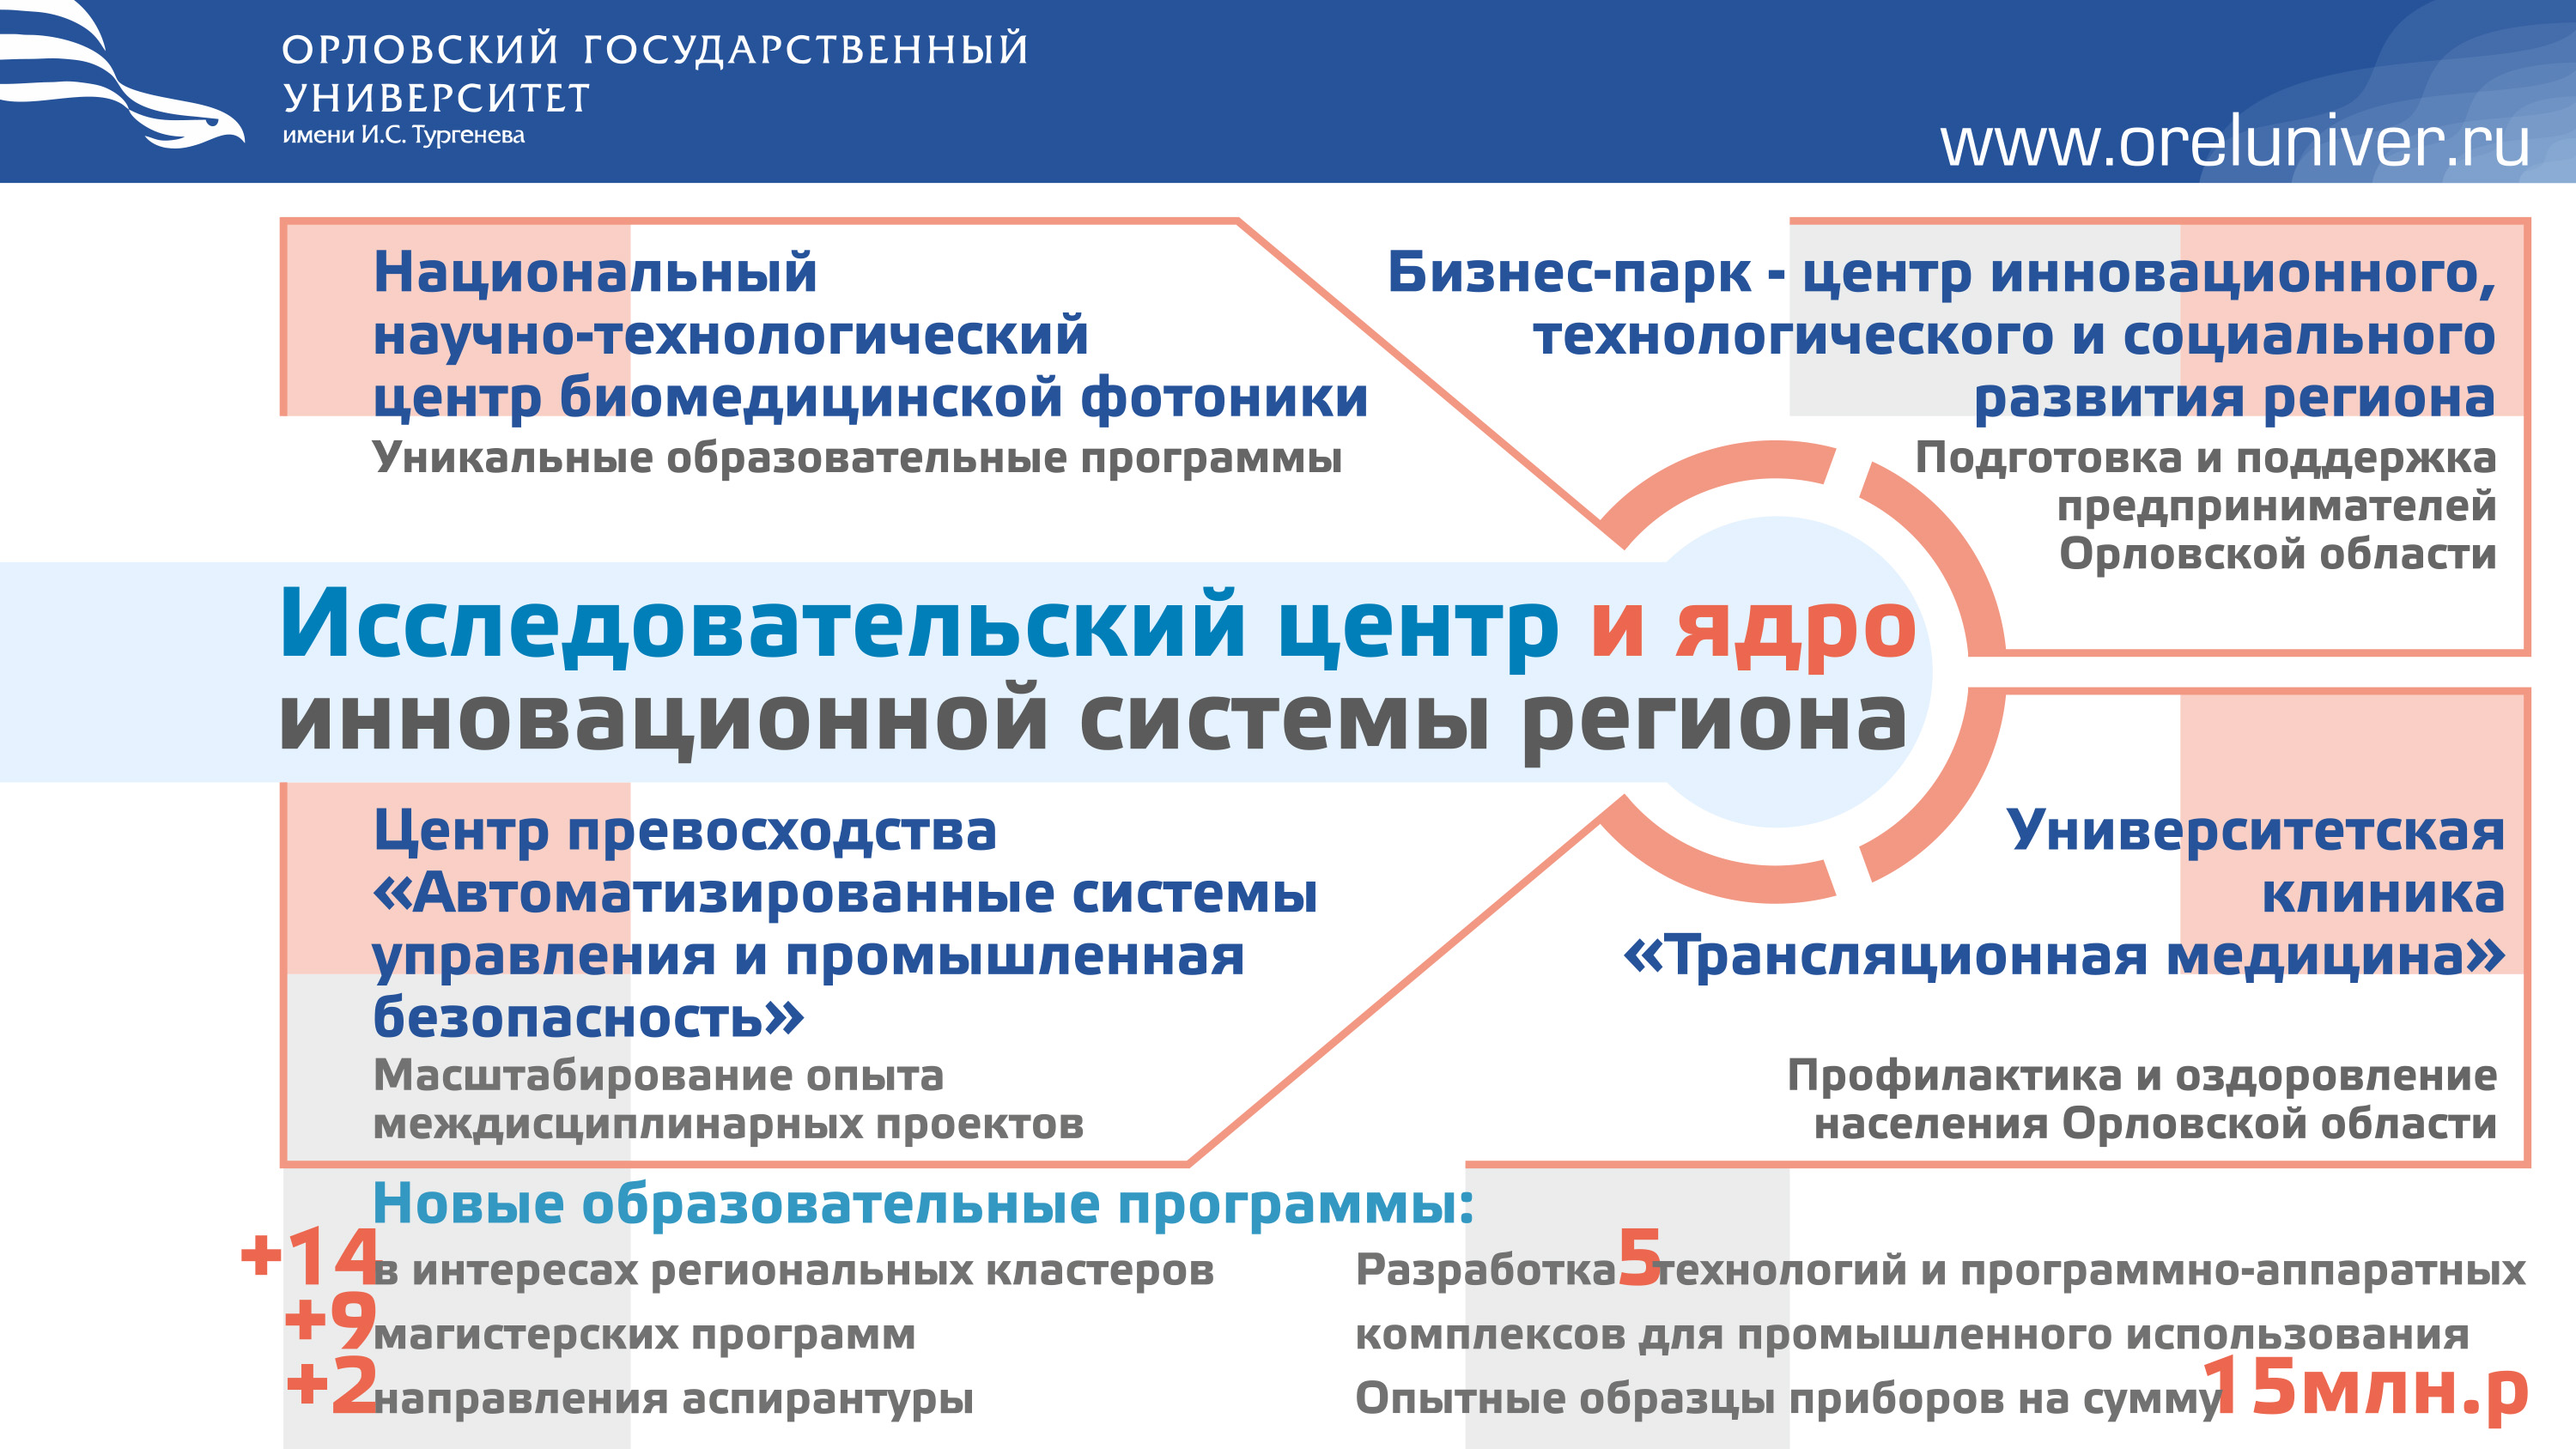 ОРЛОВСКИЙ ГОСУДАРСТВЕННЫЙ
УНИВЕРСИТЕТ
имени И.С. Тургенева
www.oreluniver.ru
Национальный
научно-технологический
центр биомедицинской фотоники
Уникальные образовательные программы
Бизнес-парк - центр инновационного,
технологического и социального
развития региона
Подготовка и поддержка
предпринимателей
Орловской области
Исследовательский центр и ядро
инновационной системы региона
Центр превосходства
«Автоматизированные системы
управления и промышленная
безопасность»
Масштабирование опыта
междисциплинарных проектов
Университетская
клиника
«Трансляционная медицина»
Профилактика и оздоровление
населения Орловской области
Новые образовательные программы:
+14 в интересах региональных кластеров
+9 магистерских программ
+2 направления аспирантуры
Разработка 5 технологий и программно-аппаратных
комплексов для промышленного использования
Опытные образцы приборов на сумму 15млн.р